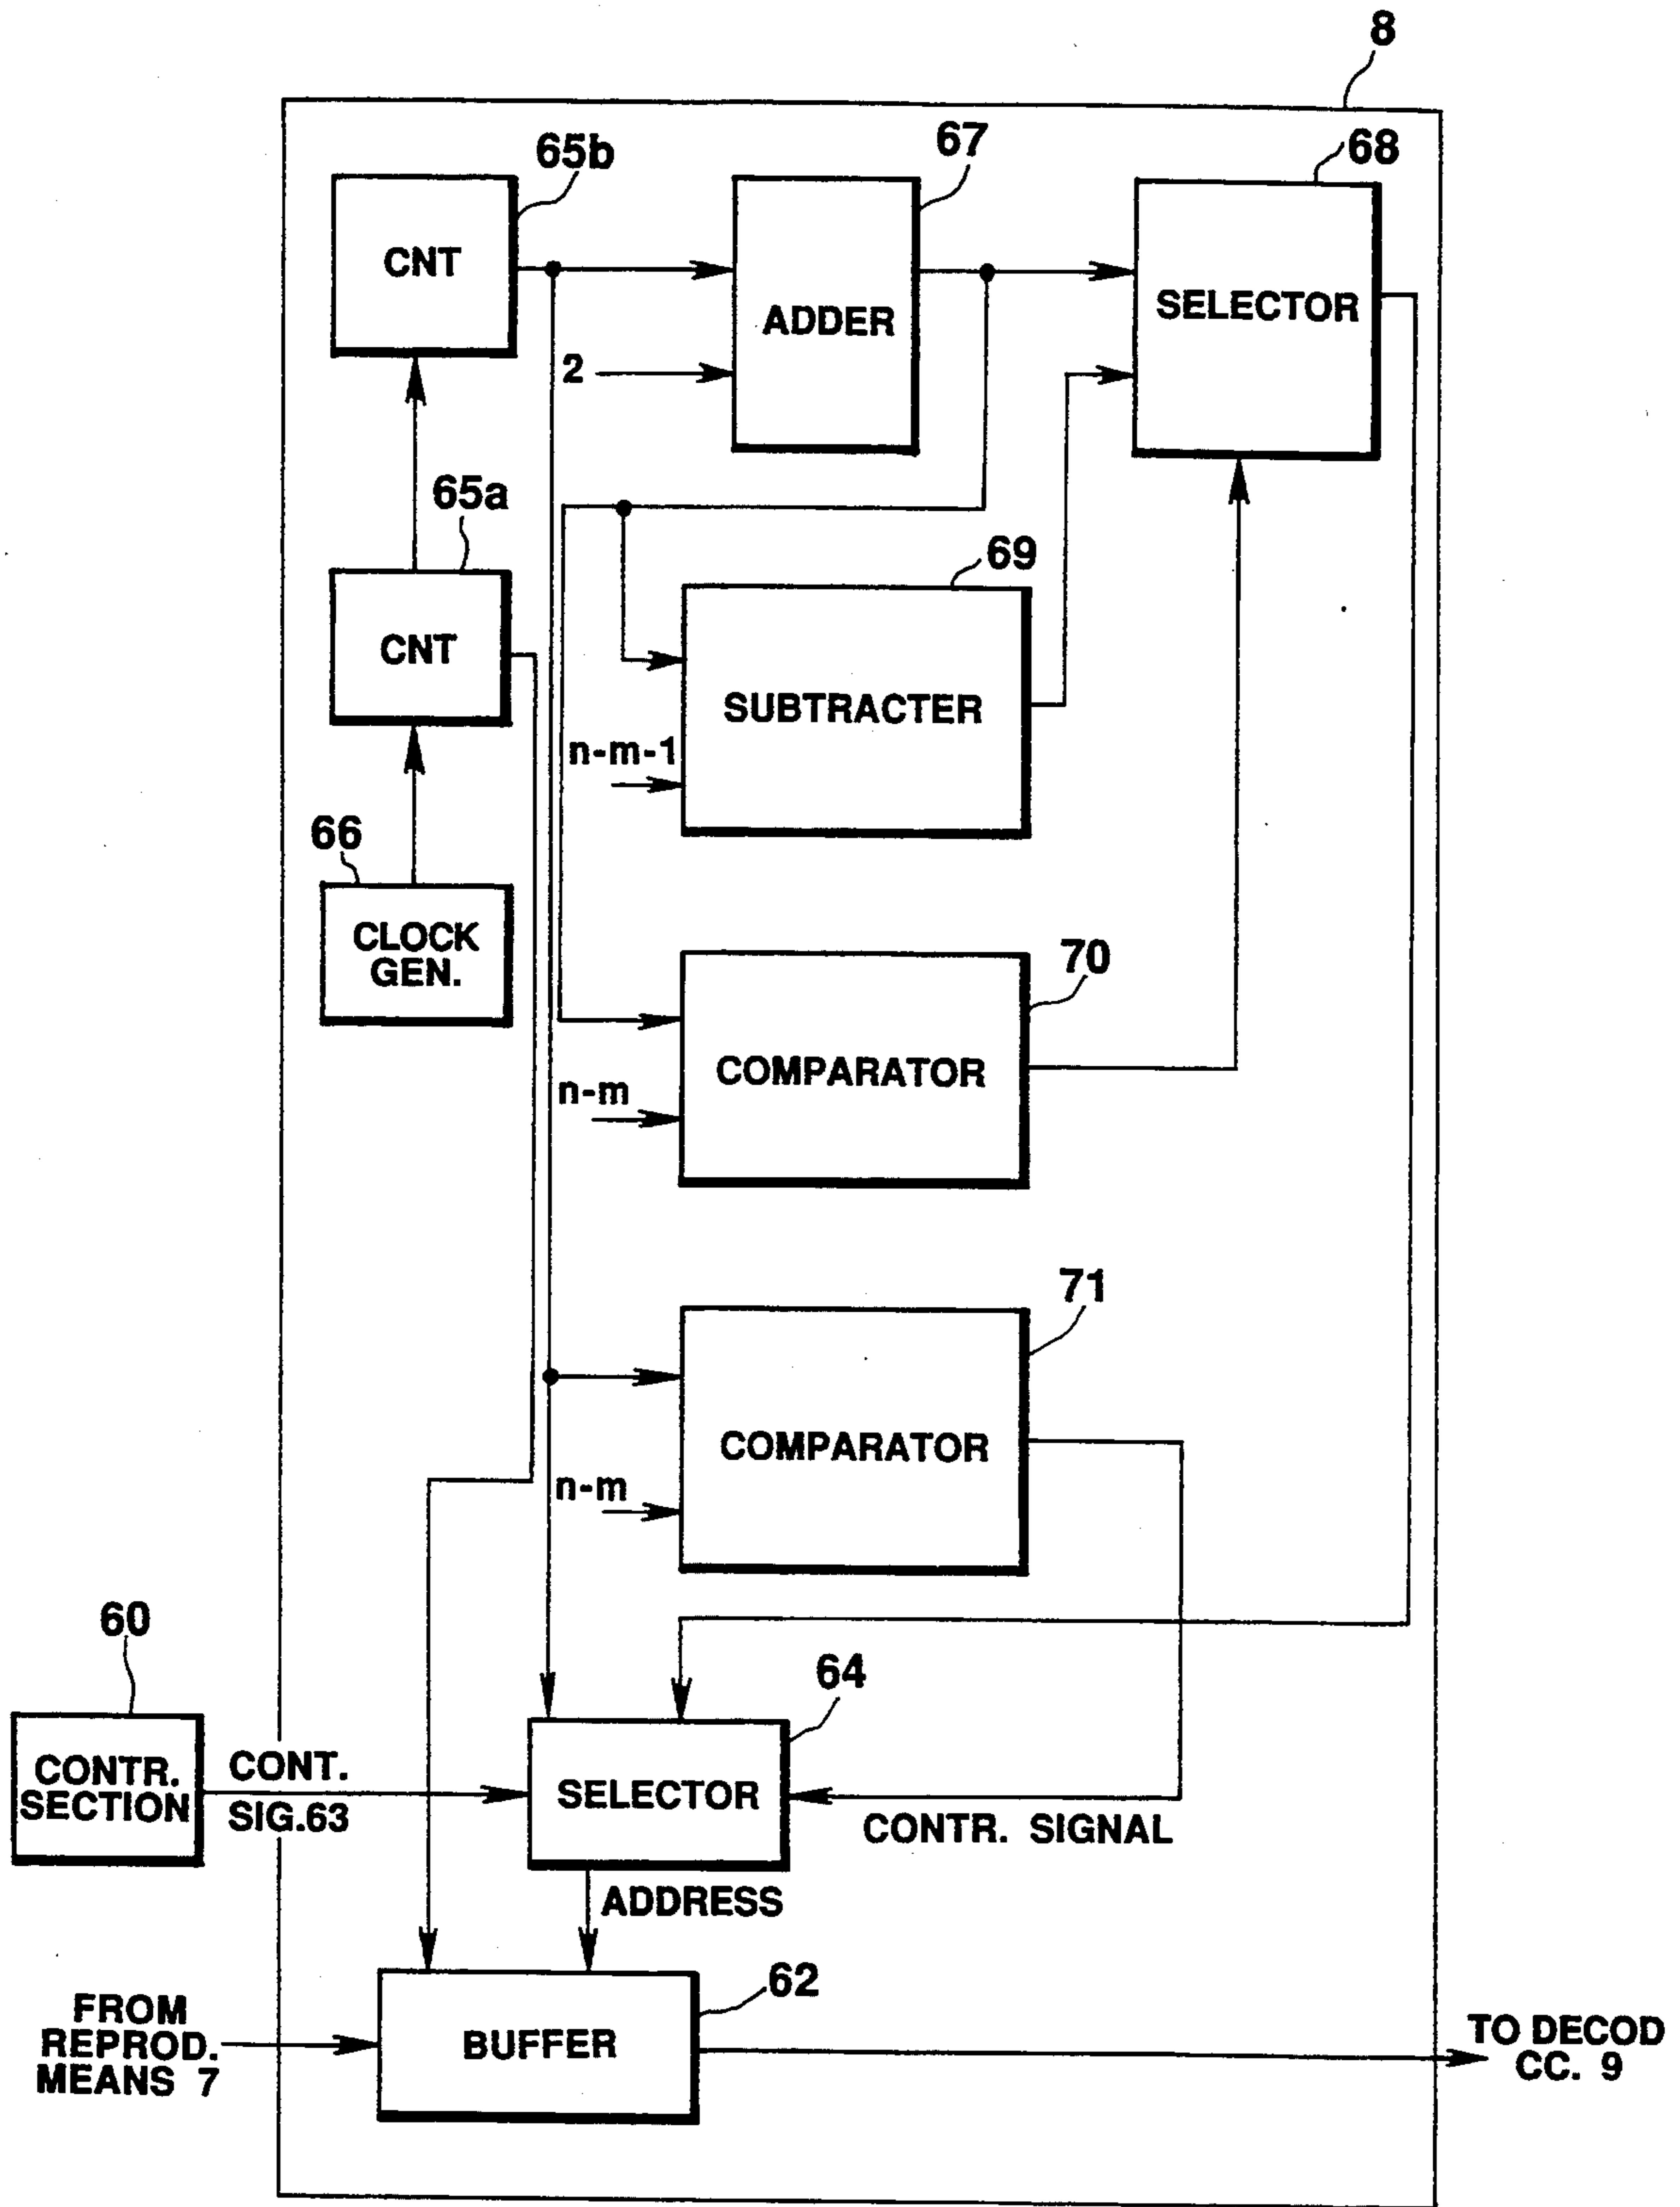 8
65b
67
68
CNT
ADDER
SELECTOR
2
65a
69
CNT
SUBTRACTER
n-m-1
66
CLOCK
GEN.
70
COMPARATOR
n-m
71
COMPARATOR
n-m
60
64
CONTR.
SECTION
CONT.
SIG.63
SELECTOR
CONTR. SIGNAL
ADDRESS
62
FROM
REPROD.
MEANS 7
BUFFER
TO DECOD
CC. 9